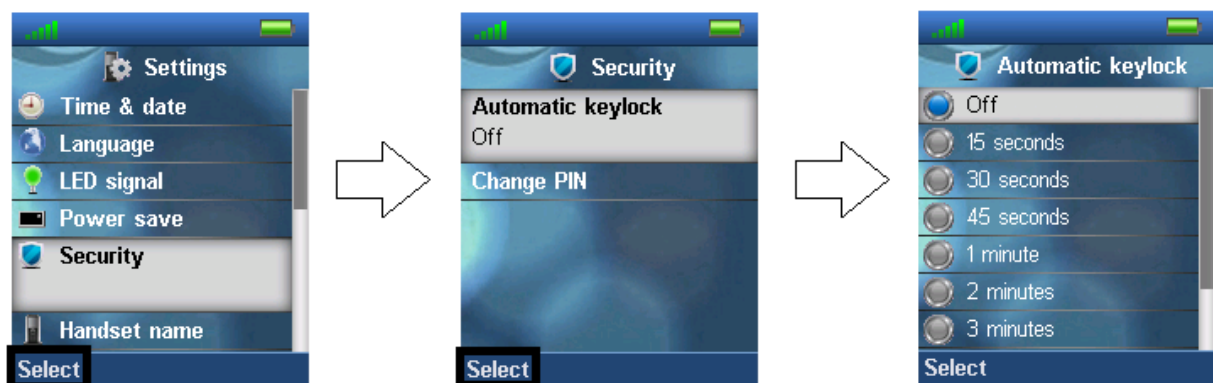 Settings
Time & date
Language
LED signal
Power save
Security
Handset name
Select
Security
Automatic keylock
Off
Change PIN
Select
Automatic keylock
Off
15 seconds
30 seconds
45 seconds
1 minute
2 minutes
3 minutes
Select